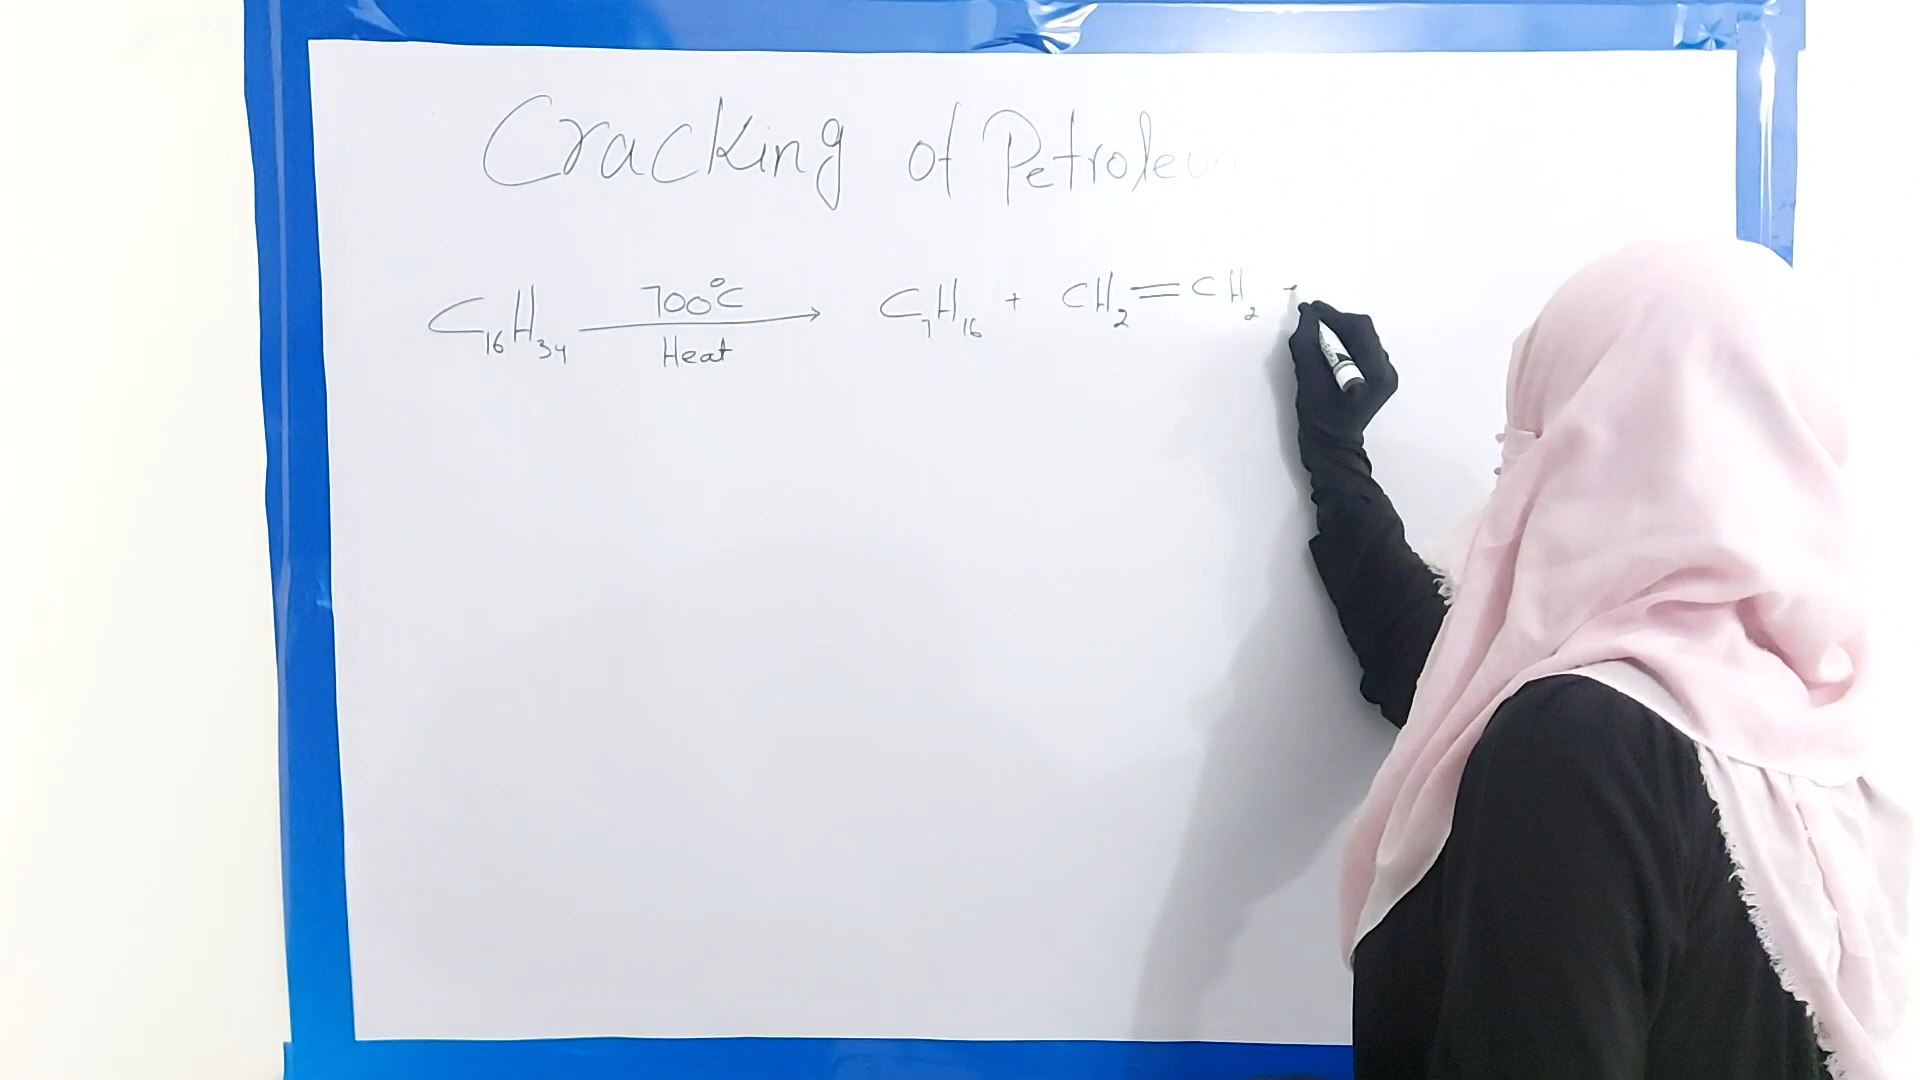 Cracking of Petroleum
C₁₆H₃₄ 700°C Heat → C₇H₁₆ + CH₂=CH₂ +